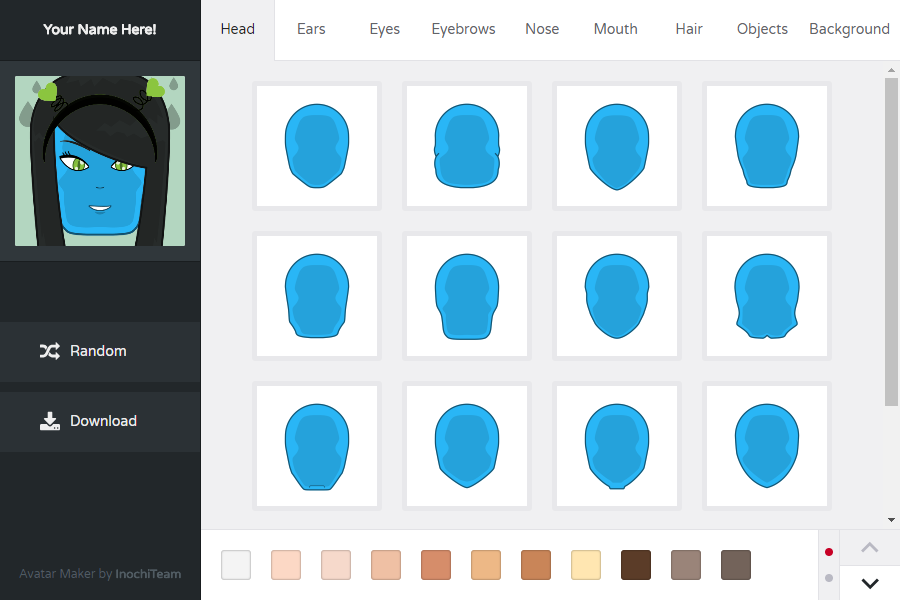 Your Name Here!
Head Ears Eyes Eyebrows Nose Mouth Hair Objects Background
Random
Download
Avatar Maker by InochiTeam